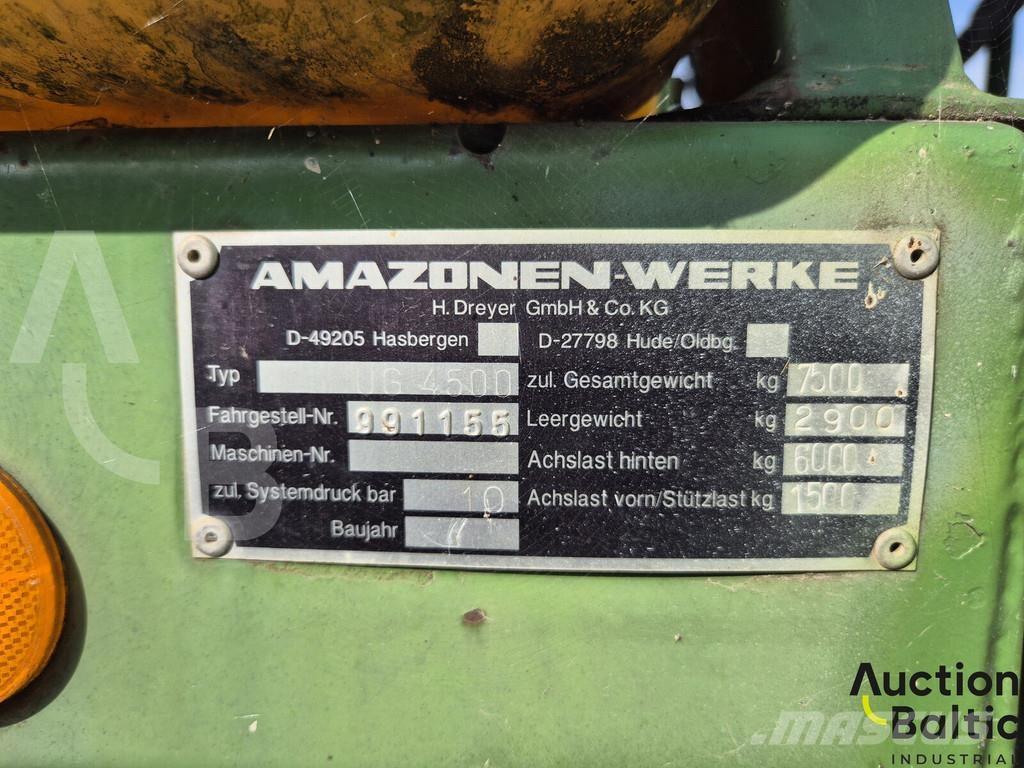 AMAZONEN-WERKE
H. Dreyer GmbH & Co. KG
D-49205 Hasbergen D-27798 Hude/Oldbg.
Typ UG 4500 zul. Gesamtgewicht kg 7500
Fahrgestell-Nr. 991155 Leergewicht kg 2900
Maschinen-Nr. Achslast hinten kg 6000
zul. Systemdruck bar 10 Achslast vorn/Stützlast kg 1500
Baujahr
AB
Auction
Baltic
MASCUS
INDUSTRIAL